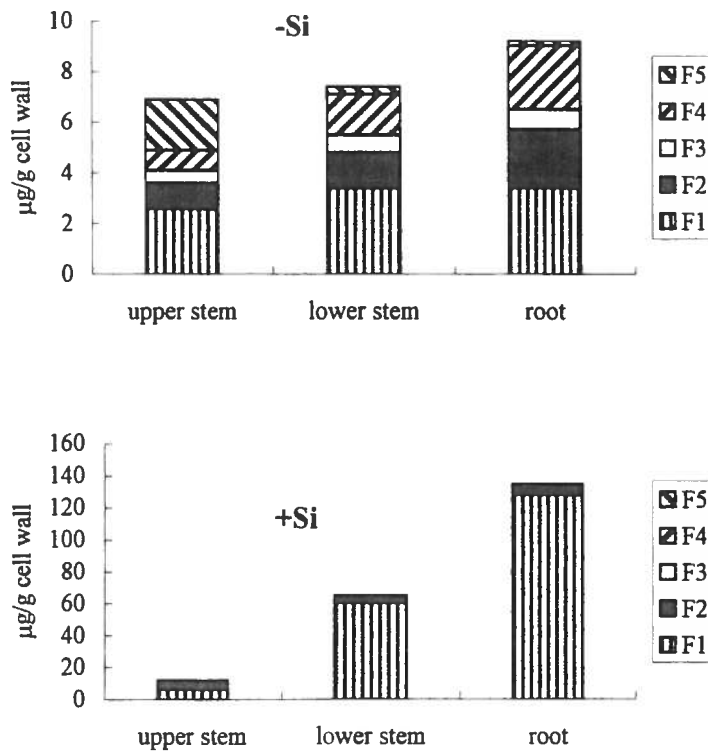 -Si
10
8
6
4
2
0
µg/g cell wall
upper stem
lower stem
root
F5
F4
F3
F2
F1
+Si
160
140
120
100
80
60
40
20
0
µg/g cell wall
upper stem
lower stem
root
F5
F4
F3
F2
F1